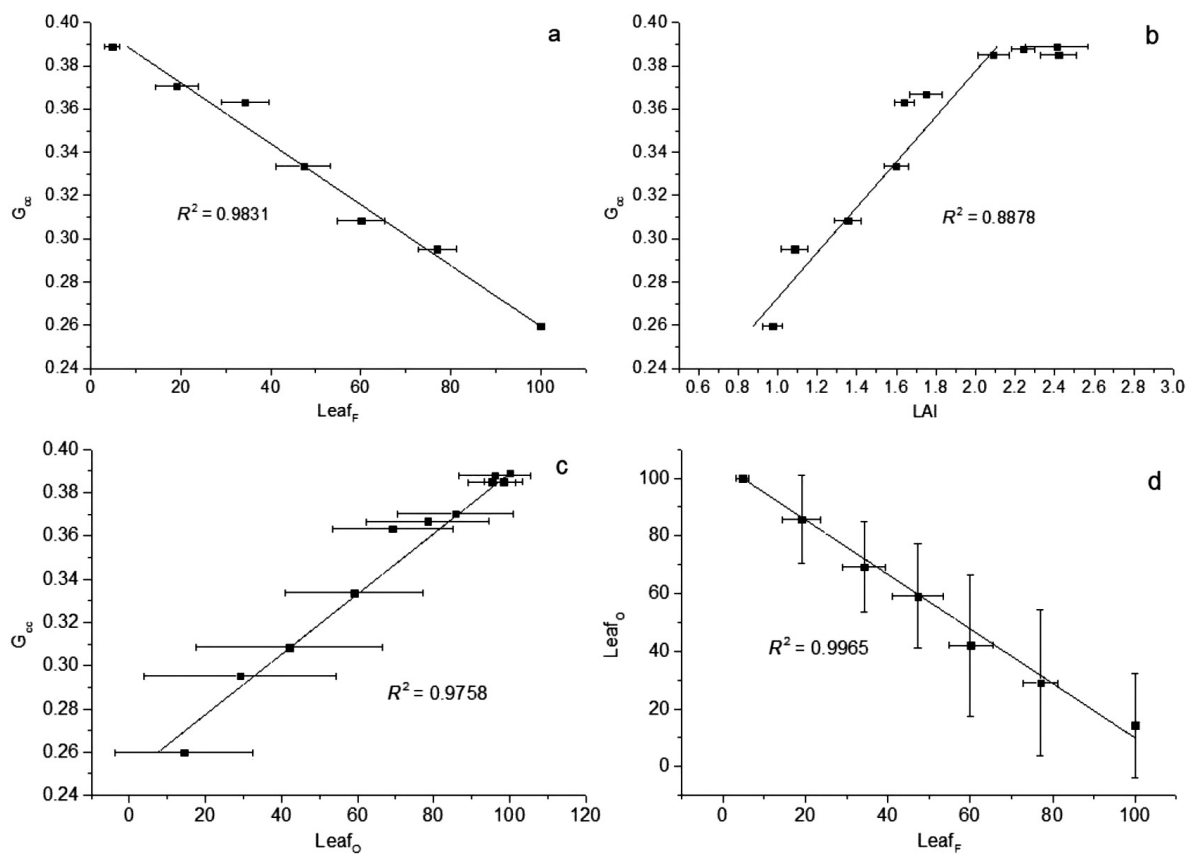 a
0.40
0.38
0.36
0.34
0.32
0.30
0.28
0.26
0.24
Gcc
R² = 0.9831
0 20 40 60 80 100
LeafF
b
0.40
0.38
0.36
0.34
0.32
0.30
0.28
0.26
0.24
Gcc
R² = 0.8878
0.6 0.8 1.0 1.2 1.4 1.6 1.8 2.0 2.2 2.4 2.6 2.8 3.0
LAI
c
0.40
0.38
0.36
0.34
0.32
0.30
0.28
0.26
0.24
Gcc
R² = 0.9758
0 20 40 60 80 100 120
LeafO
d
100
80
60
40
20
0
LeafO
R² = 0.9965
0 20 40 60 80 100
LeafF